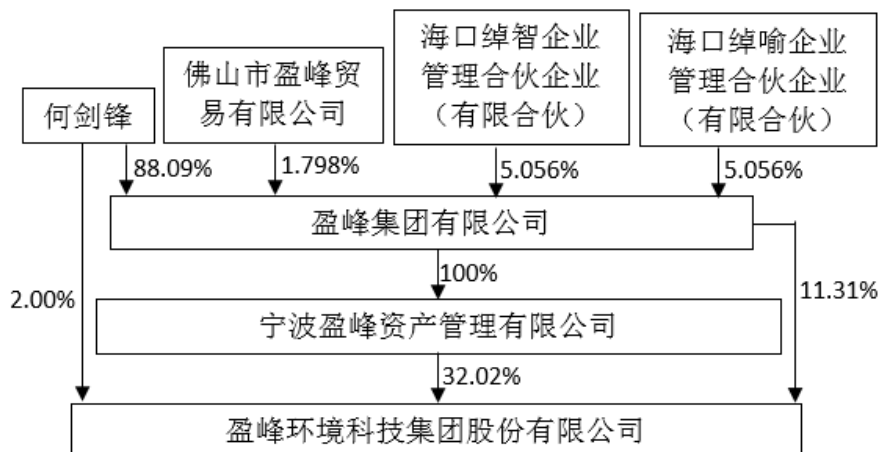 何剑锋
佛山市盈峰贸
易有限公司
海口绰智企业
管理合伙企业
（有限合伙）
海口绰喻企业
管理合伙企业
（有限合伙）
88.09%
1.798%
5.056%
5.056%
盈峰集团有限公司
100%
2.00%
11.31%
宁波盈峰资产管理有限公司
32.02%
盈峰环境科技集团股份有限公司